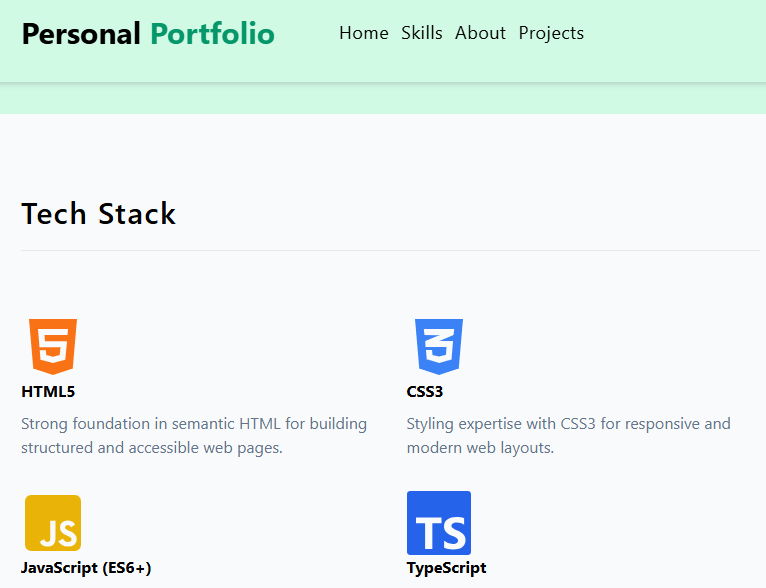 Personal Portfolio Home Skills About Projects
Tech Stack
5 3
HTML5 CSS3
Strong foundation in semantic HTML for building
structured and accessible web pages.
Styling expertise with CSS3 for responsive and
modern web layouts.
JS TS
JavaScript (ES6+) TypeScript